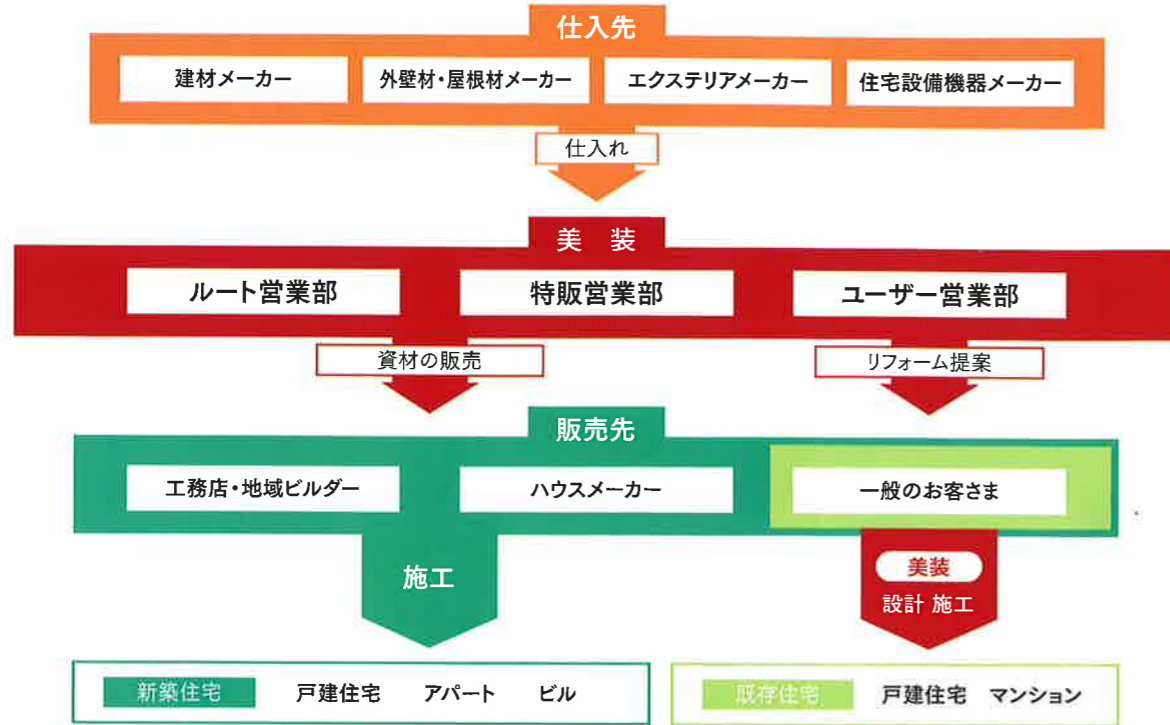 仕入先
建材メーカー 外壁材・屋根材メーカー エクステリアメーカー 住宅設備機器メーカー
仕入れ
美 装
ルート営業部 特販営業部 ユーザー営業部
資材の販売 リフォーム提案
販売先
工務店・地域ビルダー ハウスメーカー 一般のお客さま
施工
美装
設計 施工
新築住宅 戸建住宅 アパート ビル
既存住宅 戸建住宅 マンション